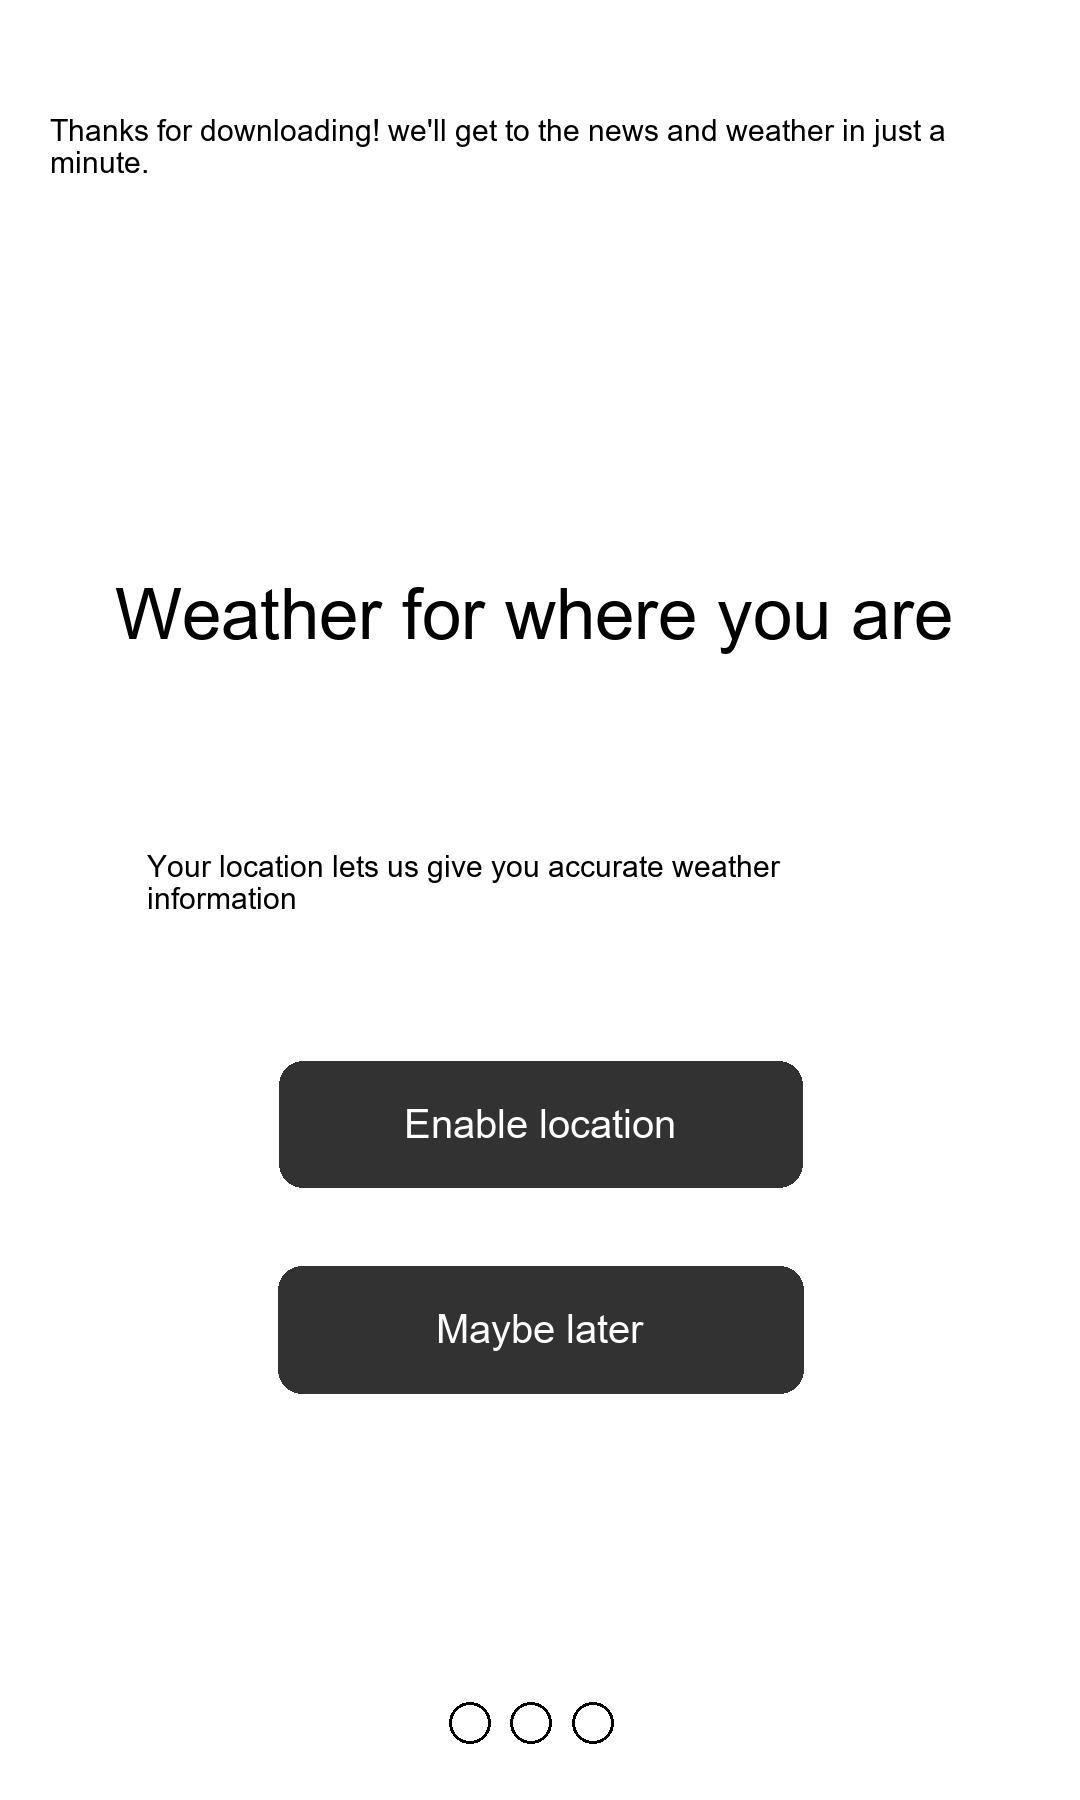 Thanks for downloading! we'll get to the news and weather in just a
minute.
Weather for where you are
Your location lets us give you accurate weather
information
Enable location
Maybe later